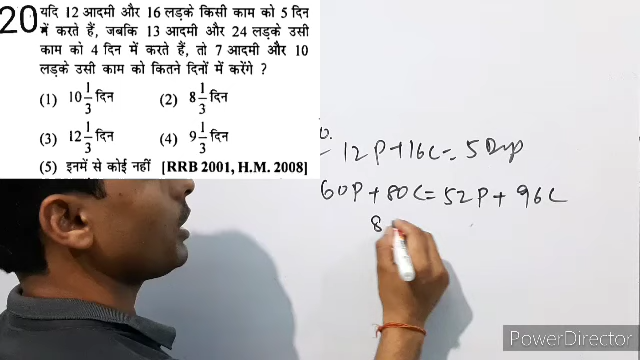 20 यदि 12 आदमी और 16 लड़के किसी काम को 5 दिन
में करते हैं, जबकि 13 आदमी और 24 लड़के उसी
काम को 4 दिन में करते हैं, तो 7 आदमी और 10
लड़के उसी काम को कितने दिनों में करेंगे ?
(1) 10 1/3 दिन (2) 8 1/3 दिन
(3) 12 1/3 दिन (4) 9 1/3 दिन
(5) इनमें से कोई नहीं [RRB 2001, H.M. 2008]
12P+16C = 5
60P + 80C = 52P + 96C
8
PowerDirector